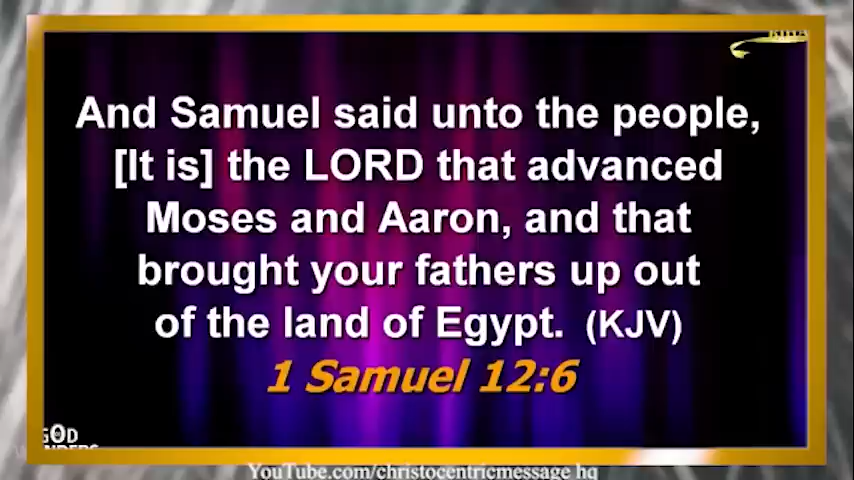 And Samuel said unto the people,
[It is] the LORD that advanced
Moses and Aaron, and that
brought your fathers up out
of the land of Egypt. (KJV)
1 Samuel 12:6
GOD
YouTube.com/christocentricmessage hq